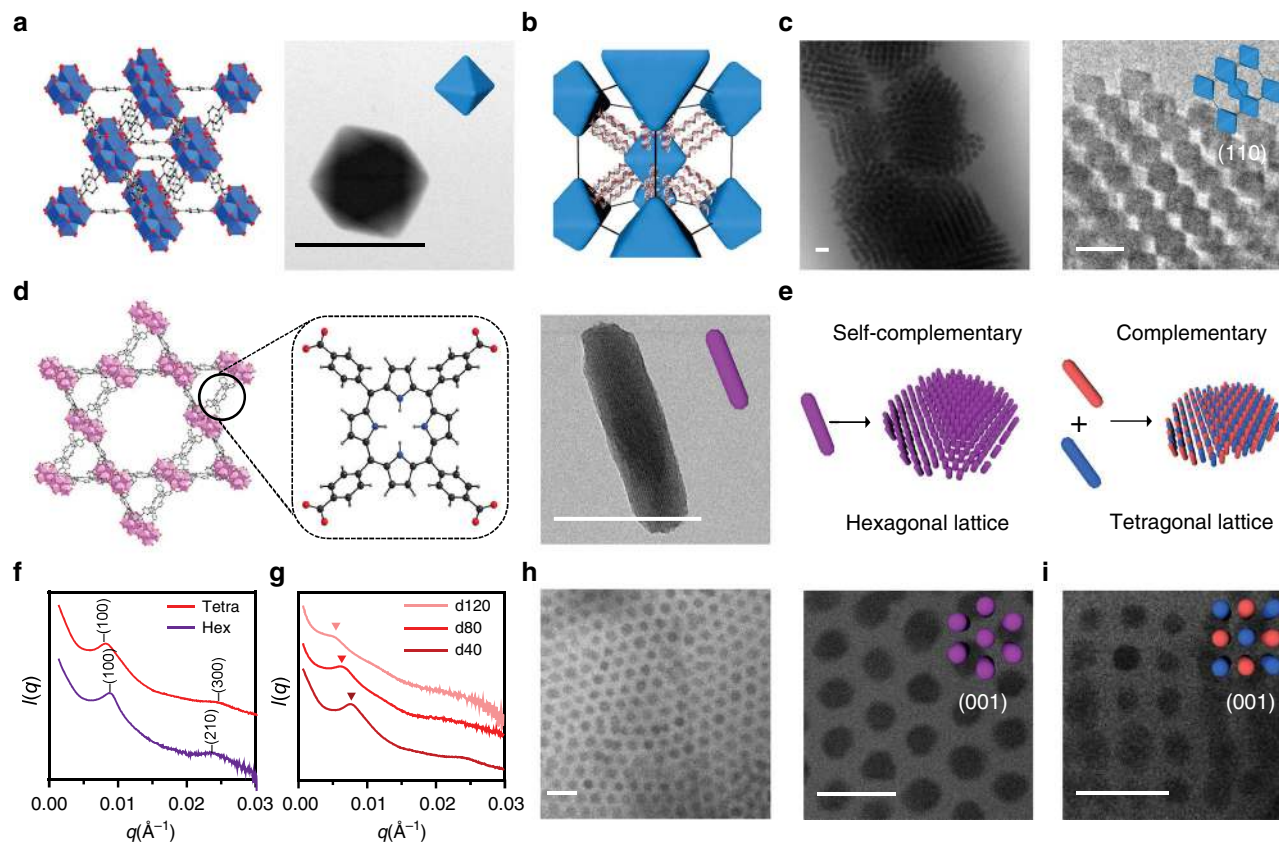 a
b
c
(110)
d
e
Self-complementary
Complementary
+
Hexagonal lattice
Tetragonal lattice
f
g
h
i
Tetra
Hex
(100)
(100)
(300)
(210)
I(q)
0.00 0.01 0.02 0.03
q(Å⁻¹)
d120
d80
d40
I(q)
0.00 0.01 0.02 0.03
q(Å⁻¹)
(001)
(001)